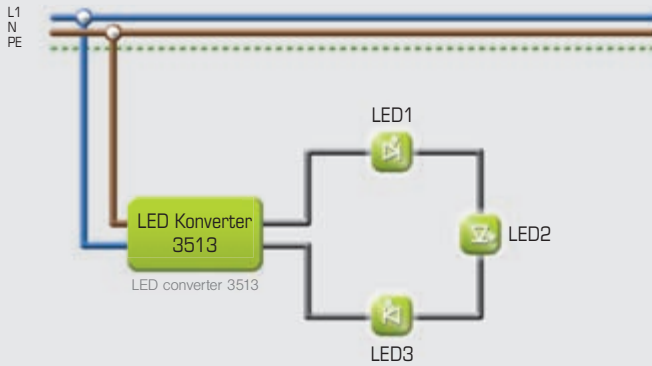 L1
N
PE
LED1
LED Konverter
3513
LED2
LED converter 3513
LED3